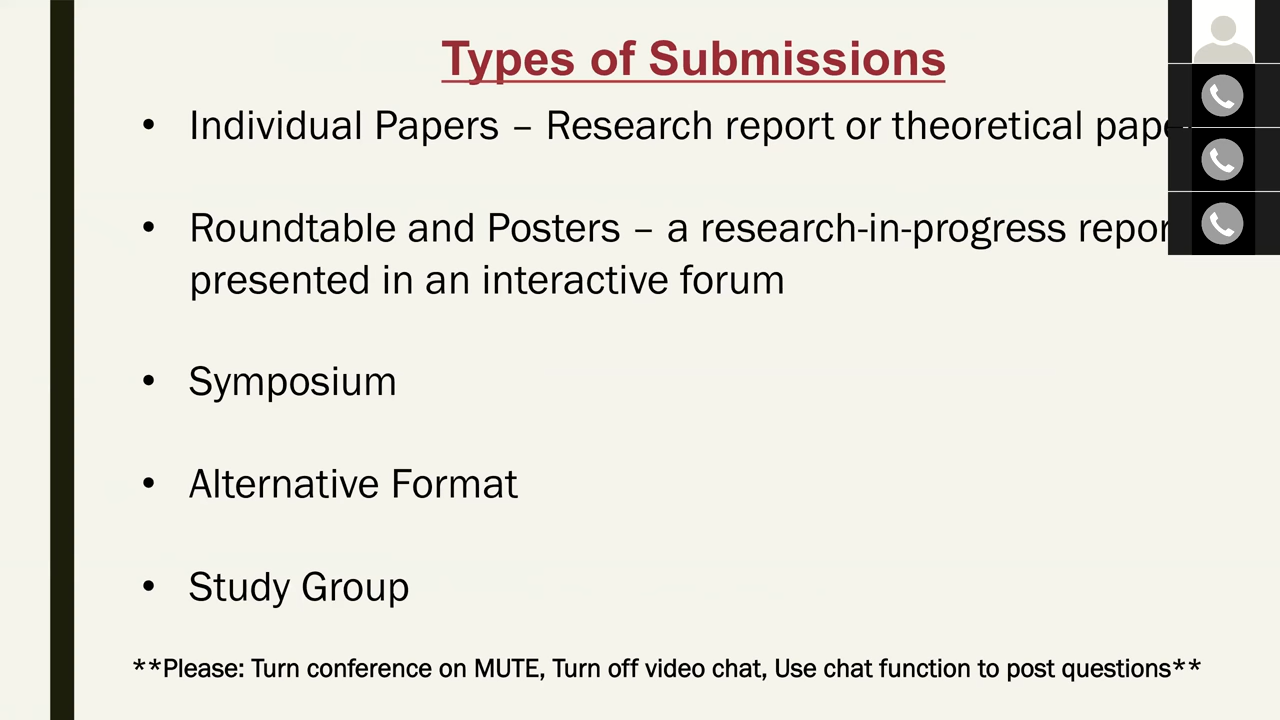 Types of Submissions
• Individual Papers – Research report or theoretical pape
• Roundtable and Posters – a research-in-progress repor
presented in an interactive forum
• Symposium
• Alternative Format
• Study Group
**Please: Turn conference on MUTE, Turn off video chat, Use chat function to post questions**